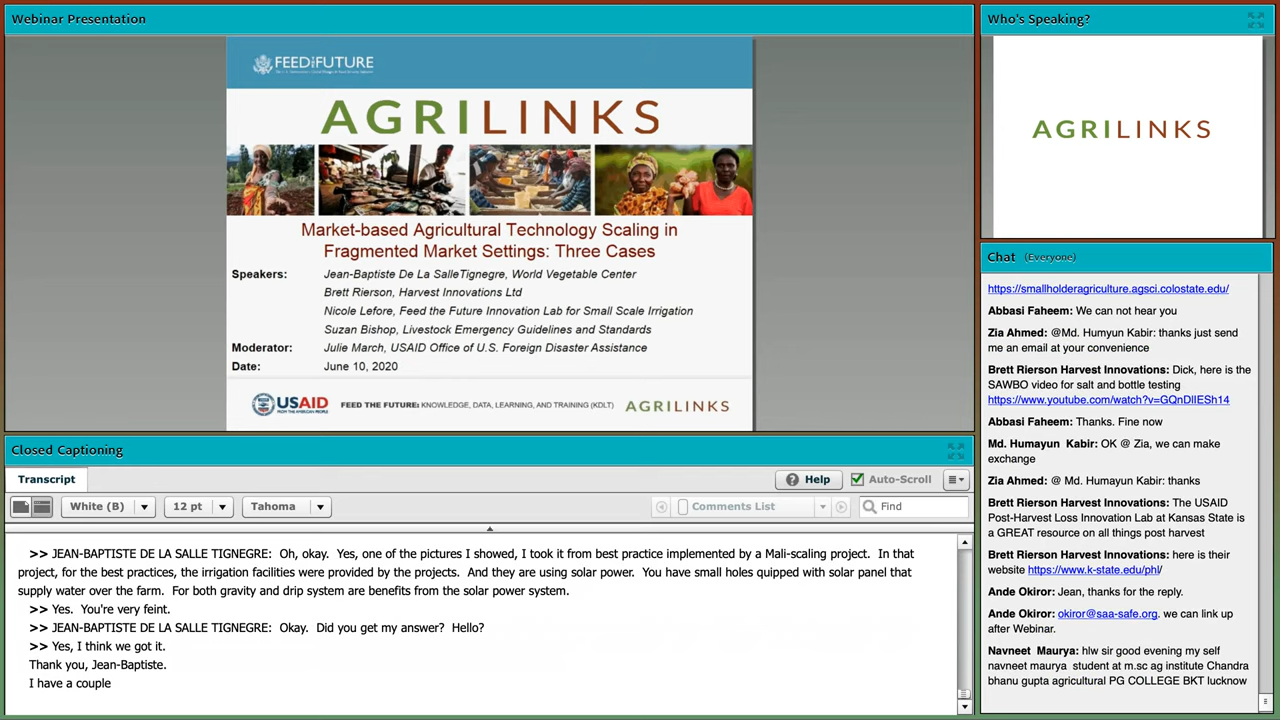 Webinar Presentation
FEED THE FUTURE
AGRILINKS
Market-based Agricultural Technology Scaling in
Fragmented Market Settings: Three Cases
Speakers: Jean-Baptiste De La SalleTignegre, World Vegetable Center
Brett Rierson, Harvest Innovations Ltd
Nicole Lefore, Feed the Future Innovation Lab for Small Scale Irrigation
Suzan Bishop, Livestock Emergency Guidelines and Standards
Moderator: Julie March, USAID Office of U.S. Foreign Disaster Assistance
Date: June 10, 2020
USAID
FROM THE AMERICAN PEOPLE
FEED THE FUTURE: KNOWLEDGE, DATA, LEARNING, AND TRAINING (KDLT)
AGRILINKS
Closed Captioning
Transcript
Help
Auto-Scroll
White (B)
12 pt
Tahoma
Comments List
Find
>> JEAN-BAPTISTE DE LA SALLE TIGNEGRE: Oh, okay. Yes, one of the pictures I showed, I took it from best practice implemented by a Mali-scaling project. In that
project, for the best practices, the irrigation facilities were provided by the projects. And they are using solar power. You have small holes quipped with solar panel that
supply water over the farm. For both gravity and drip system are benefits from the solar power system.
>> Yes. You're very feint.
>> JEAN-BAPTISTE DE LA SALLE TIGNEGRE: Okay. Did you get my answer? Hello?
>> Yes, I think we got it.
Thank you, Jean-Baptiste.
I have a couple
Who's Speaking?
AGRILINKS
Chat (Everyone)
https://smallholderagriculture.agsci.colostate.edu/
Abbasi Faheem: We can not hear you
Zia Ahmed: @Md. Humyun Kabir: thanks just send
me an email at your convenience
Brett Rierson Harvest Innovations: Dick, here is the
SAWBO video for salt and bottle testing
https://www.youtube.com/watch?v=GQnDlIESh14
Abbasi Faheem: Thanks. Fine now
Md. Humayun Kabir: OK @ Zia, we can make
exchange
Zia Ahmed: @ Md. Humayun Kabir: thanks
Brett Rierson Harvest Innovations: The USAID
Post-Harvest Loss Innovation Lab at Kansas State is
a GREAT resource on all things post harvest
Brett Rierson Harvest Innovations: here is their
website https://www.k-state.edu/phl/
Ande Okiror: Jean, thanks for the reply.
Ande Okiror: okiror@saa-safe.org. we can link up
after Webinar.
Navneet Maurya: hlw sir good evening my self
navneet maurya student at m.sc ag institute Chandra
bhanu gupta agricultural PG COLLEGE BKT lucknow